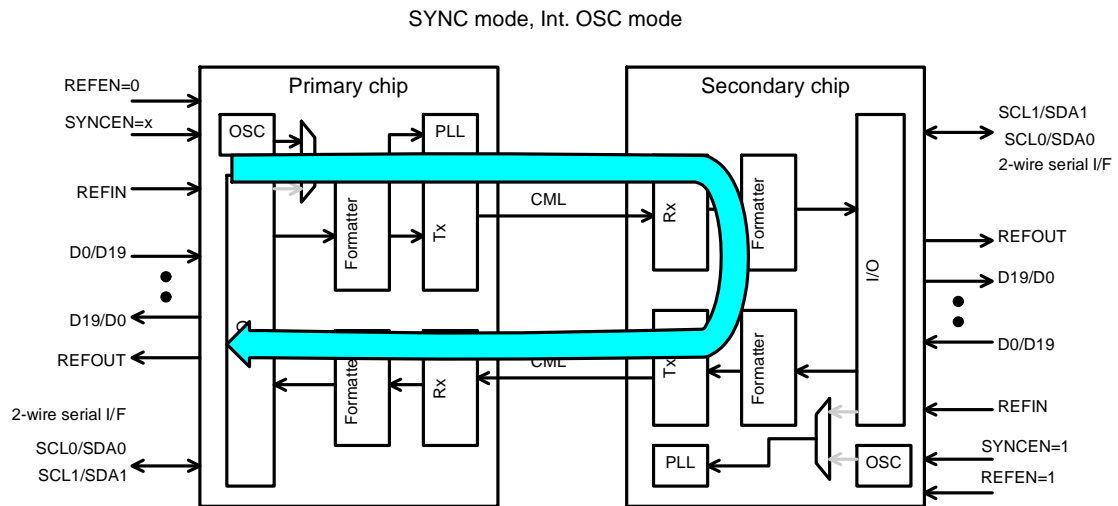 SYNC mode, Int. OSC mode
Primary chip
Secondary chip
REFEN=0
SYNCEN=x
REFIN
D0/D19
D19/D0
REFOUT
2-wire serial I/F
SCL0/SDA0
SCL1/SDA1
OSC
PLL
Formatter
Tx
Formatter
Rx
CML
CML
Rx
Formatter
I/O
Tx
Formatter
PLL
OSC
SCL1/SDA1
SCL0/SDA0
2-wire serial I/F
REFOUT
D19/D0
D0/D19
REFIN
SYNCEN=1
REFEN=1